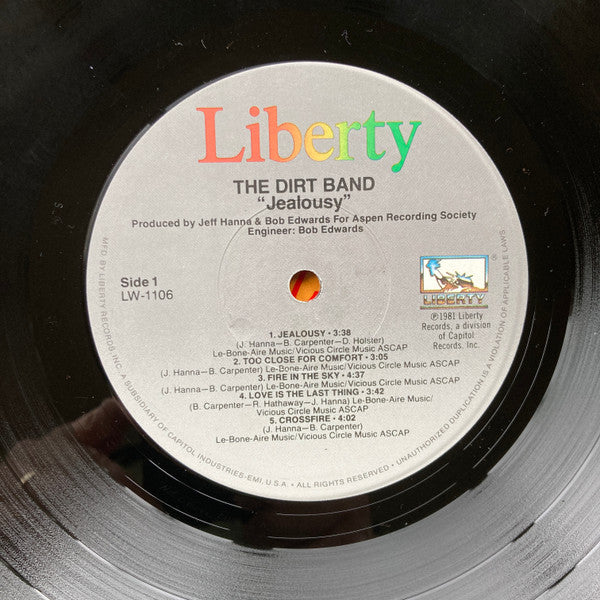 Liberty
THE DIRT BAND
"Jealousy"
Produced by Jeff Hanna & Bob Edwards For Aspen Recording Society
Engineer: Bob Edwards
Side 1
LW-1106
®
LIBERTY
℗1981 Liberty
Records, a division
of Capitol
Records, Inc.
1. JEALOUSY • 3:38
(J. Hanna—B. Carpenter—D. Holster)
Le-Bone-Aire Music/Vicious Circle Music ASCAP
2. TOO CLOSE FOR COMFORT • 3:05
(J. Hanna—B. Carpenter) Le-Bone-Aire Music/Vicious Circle Music ASCAP
3. FIRE IN THE SKY • 4:37
(J. Hanna—B. Carpenter) Le-Bone-Aire Music/Vicious Circle Music ASCAP
4. LOVE IS THE LAST THING • 3:42
(B. Carpenter—R. Hathaway—J. Hanna) Le-Bone-Aire Music/
Vicious Circle Music ASCAP
5. CROSSFIRE • 4:02
(J. Hanna—B. Carpenter)
Le-Bone-Aire Music/Vicious Circle Music ASCAP
MFD. BY LIBERTY RECORDS, INC., A SUBSIDIARY OF CAPITOL INDUSTRIES-EMI, U.S.A. • ALL RIGHTS RESERVED • UNAUTHORIZED DUPLICATION IS A VIOLATION OF APPLICABLE LAWS